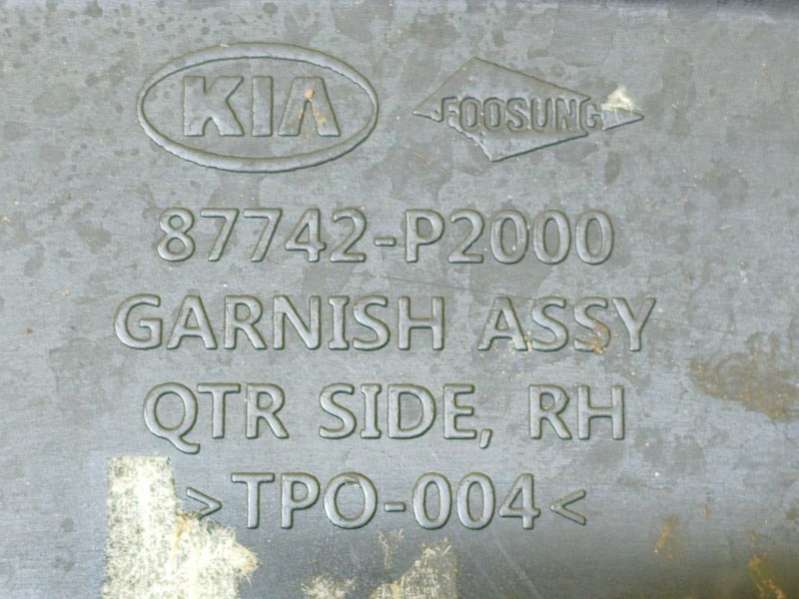 KIA FOOSUNG
87742-P2000
GARNISH ASSY
QTR SIDE, RH
>TPO-004<